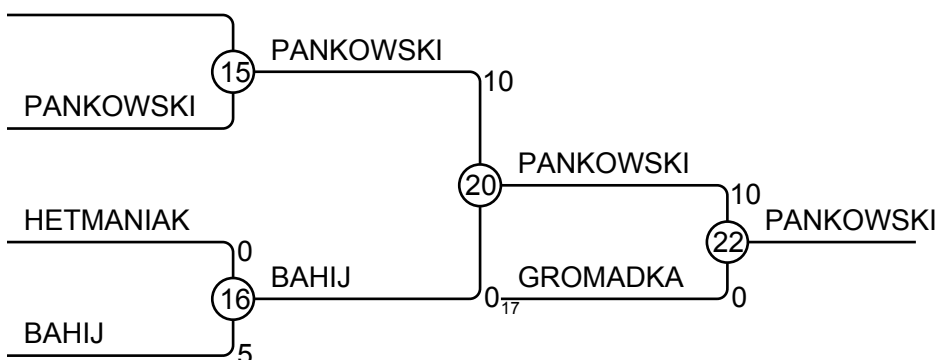 PANKOWSKI
15
10
PANKOWSKI
PANKOWSKI
20
10
HETMANIAK
PANKOWSKI
0
22
BAHIJ
GROMADKA
16
0
17
0
BAHIJ
5